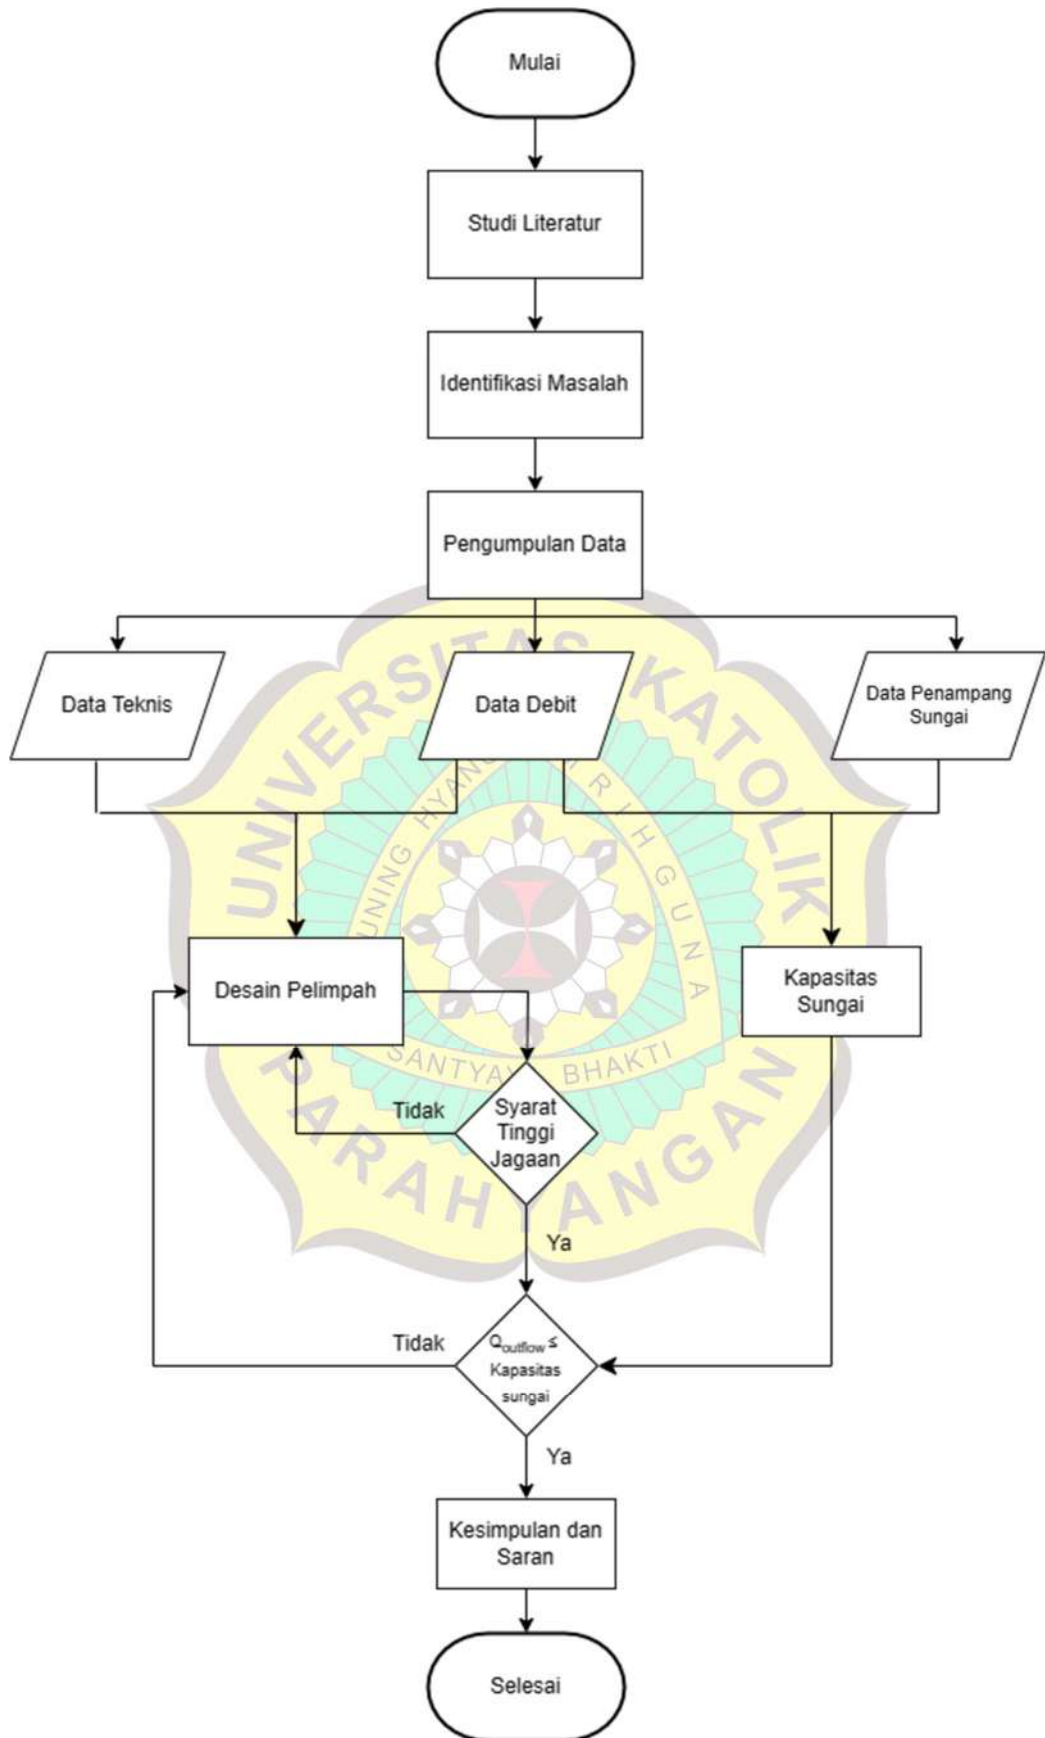 Mulai
Studi Literatur
Identifikasi Masalah
Pengumpulan Data
Data Teknis
Data Debit
Data Penampang
Sungai
UNIVERSITAS KATOLIK
PARAHYANGAN
SANTYAYA BHAKTI
Desain Pelimpah
Kapasitas
Sungai
Syarat
Tinggi
Jagaan
Tidak
Ya
Qoutflow ≤
Kapasitas
sungai
Tidak
Ya
Kesimpulan dan
Saran
Selesai